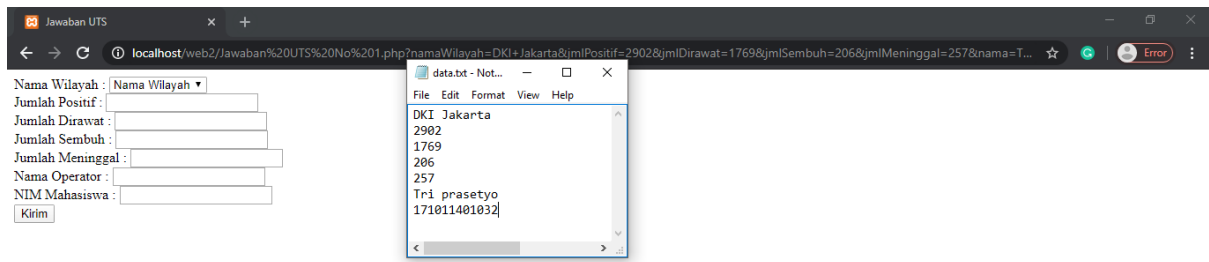 Jawaban UTS
localhost/web2/Jawaban%20UTS%20No%201.php?namaWilayah=DKI+Jakarta&jmlPositif=2902&jmlDirawat=1769&jmlSembuh=206&jmlMeninggal=257&nama=T...
Error
Nama Wilayah : Nama Wilayah
Jumlah Positif :
Jumlah Dirawat :
Jumlah Sembuh :
Jumlah Meninggal :
Nama Operator :
NIM Mahasiswa :
Kirim
data.txt - Not...
File Edit Format View Help
DKI Jakarta
2902
1769
206
257
Tri prasetyo
171011401032